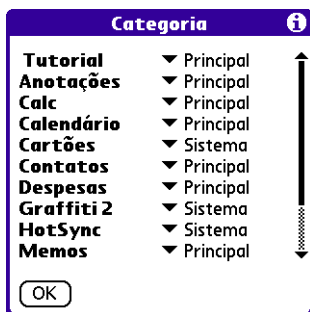 Categoria
Tutorial Principal
Anotações Principal
Calc Principal
Calendário Principal
Cartões Sistema
Contatos Principal
Despesas Principal
Graffiti 2 Sistema
HotSync Sistema
Memos Principal
OK